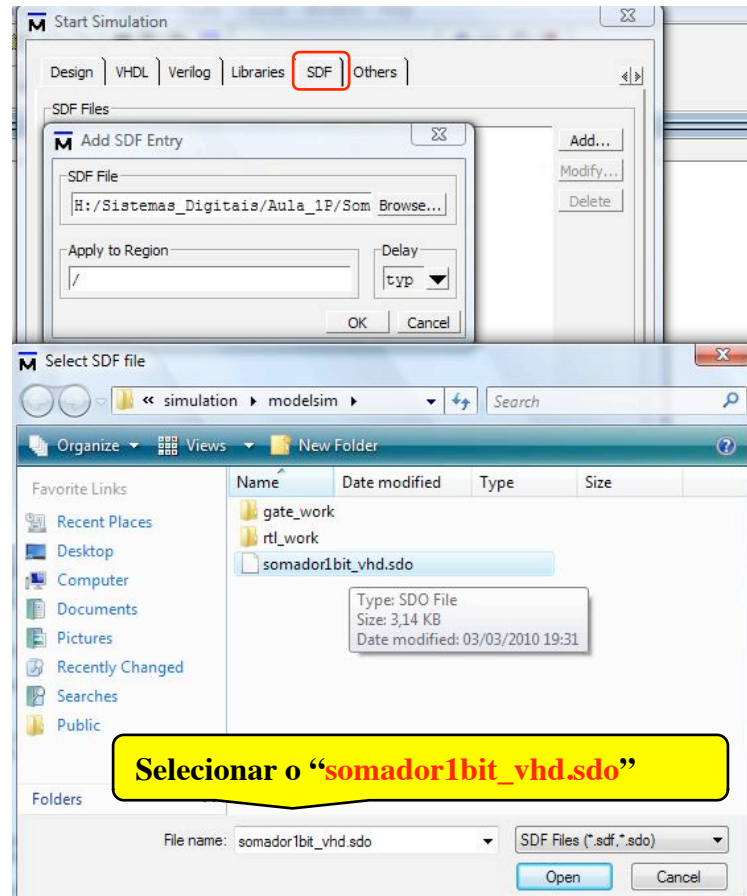 Start Simulation
Design VHDL Verilog Libraries SDF Others
SDF Files
Add SDF Entry
Add...
SDF File
Modify...
H:/Sistemas_Digitais/Aula_1P/Som Browse...
Delete
Apply to Region Delay
/ typ
OK Cancel
Select SDF file
« simulation modelsim Search
Organize Views New Folder
Favorite Links
Name Date modified Type Size
Recent Places
Desktop
Computer
Documents
Pictures
Recently Changed
Searches
Public
gate_work
rtl_work
somador1bit_vhd.sdo
Type: SDO File
Size: 3,14 KB
Date modified: 03/03/2010 19:31
Selecionar o “somador1bit_vhd.sdo”
Folders
File name: somador1bit_vhd.sdo SDF Files (*.sdf,*.sdo)
Open Cancel